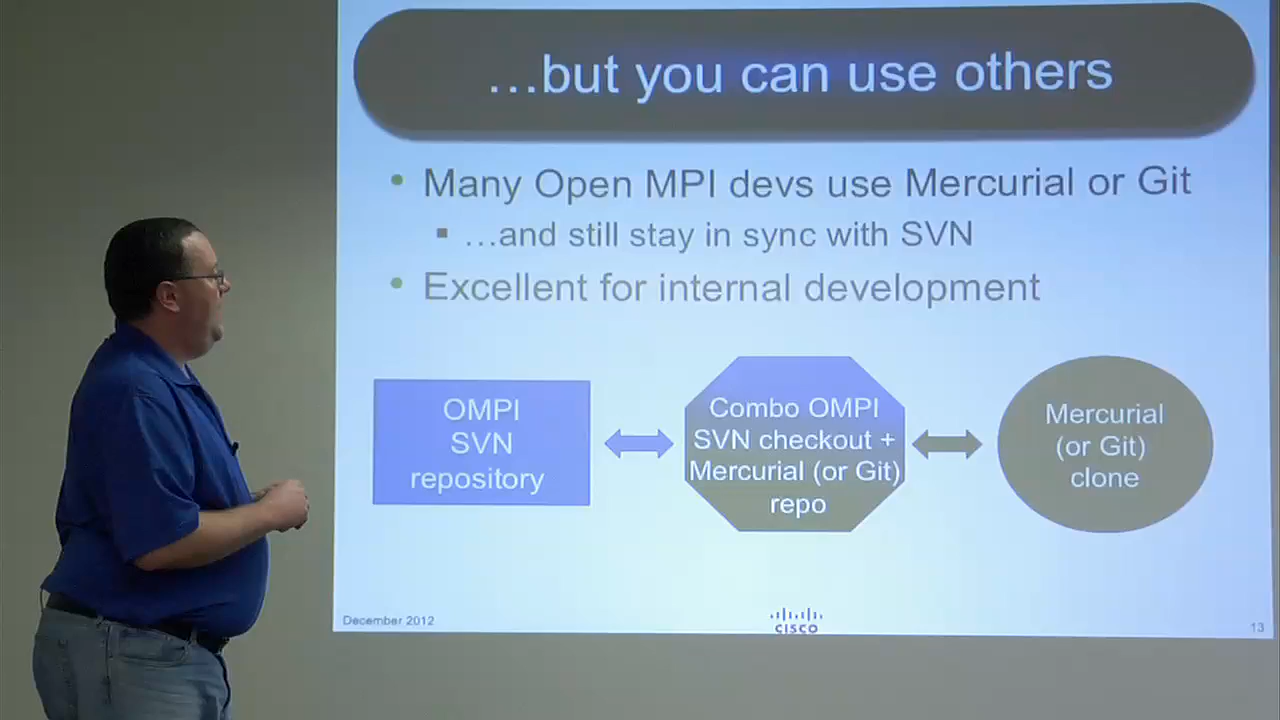 …but you can use others
Many Open MPI devs use Mercurial or Git
…and still stay in sync with SVN
Excellent for internal development
OMPI
SVN
repository
Combo OMPI
SVN checkout +
Mercurial (or Git)
repo
Mercurial
(or Git)
clone
December 2012
CISCO
13